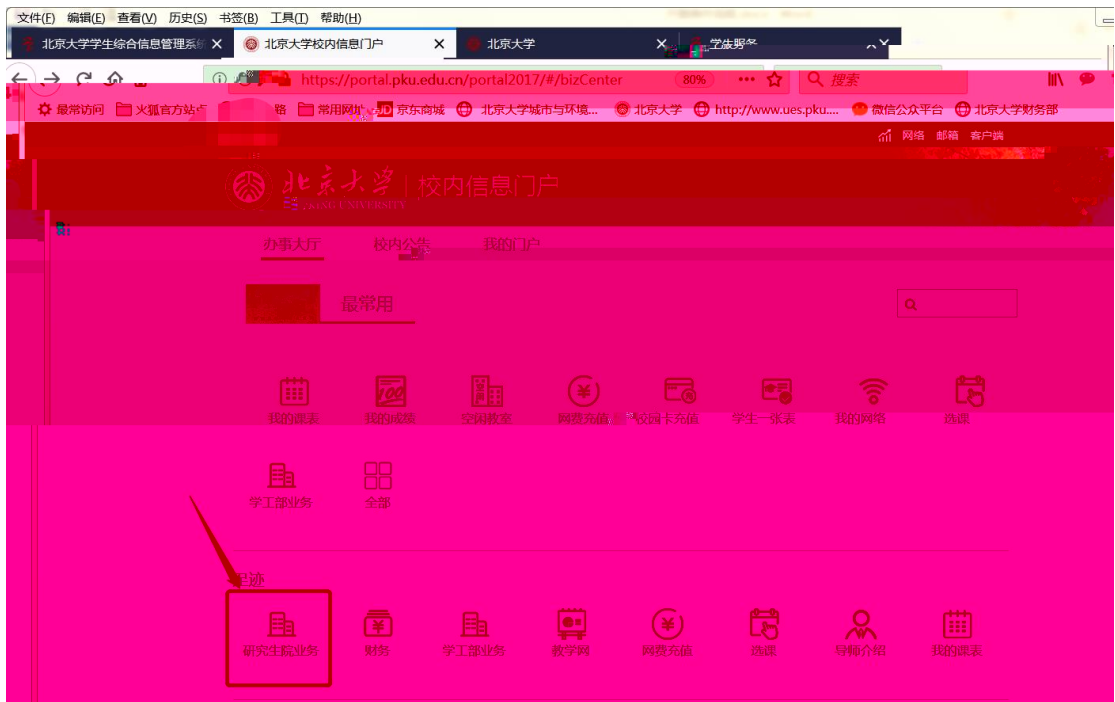 文件(F) 编辑(E) 查看(V) 历史(S) 书签(B) 工具(T) 帮助(H)
北京大学学生综合信息管理系统 × 北京大学校内信息门户 × 北京大学 × 学生服务 ×
https://portal.pku.edu.cn/portal2017/#/bizCenter 80% ••• 搜索
最常访问 火狐官方站点 常用网址 JD 京东商城 北京大学城市与环境... 北京大学 http://www.ues.pku.... 微信公众平台 北京大学财务部
网络 邮箱 客户端
北京大学 校内信息门户
UNIVERSITY
办事大厅 校内公告 我的门户
最常用
我的课表 我的成绩 空闲教室 网费充值 校园卡充值 学生一张表 我的网络 选课
学工部业务 全部
足迹
研究生院业务 财务 学工部业务 教学网 网费充值 选课 导师介绍 我的课表